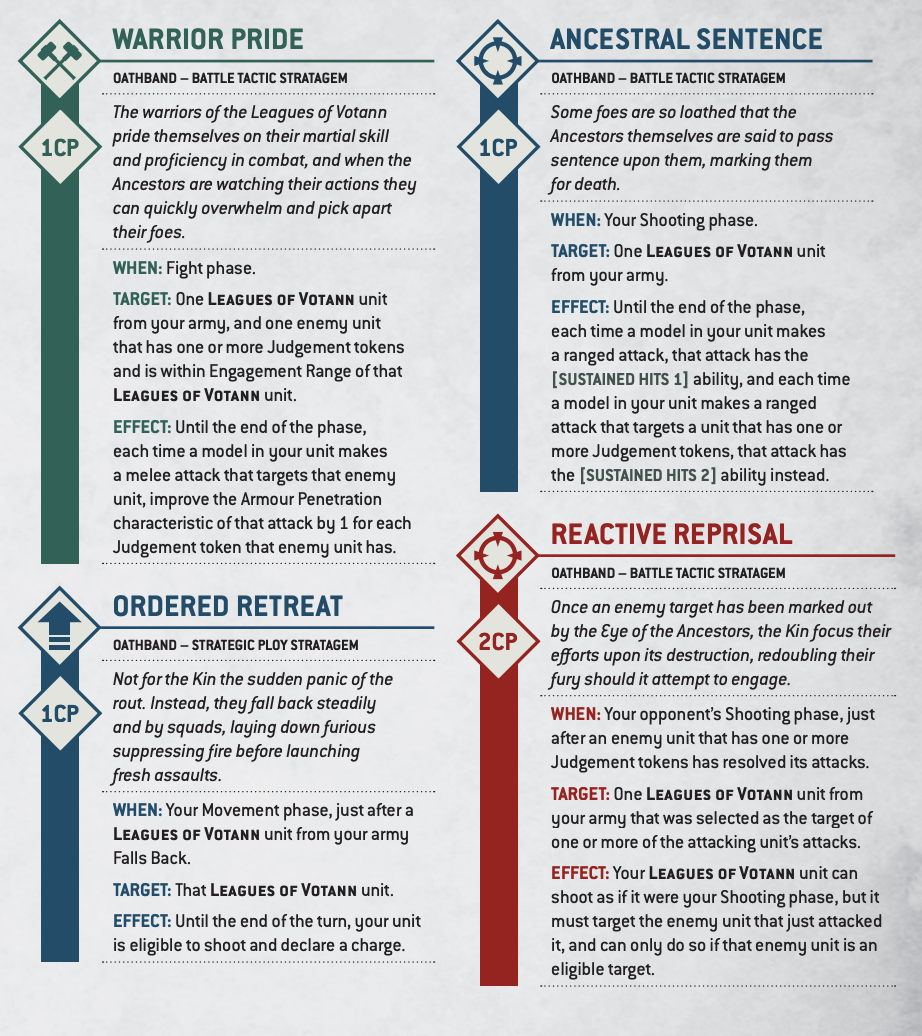 WARRIOR PRIDE
OATHBAND – BATTLE TACTIC STRATAGEM
1CP
The warriors of the Leagues of Votann
pride themselves on their martial skill
and proficiency in combat, and when the
Ancestors are watching their actions they
can quickly overwhelm and pick apart
their foes.
WHEN: Fight phase.
TARGET: One LEAGUES OF VOTANN unit
from your army, and one enemy unit
that has one or more Judgement tokens
and is within Engagement Range of that
LEAGUES OF VOTANN unit.
EFFECT: Until the end of the phase,
each time a model in your unit makes
a melee attack that targets that enemy
unit, improve the Armour Penetration
characteristic of that attack by 1 for each
Judgement token that enemy unit has.
ORDERED RETREAT
OATHBAND – STRATEGIC PLOY STRATAGEM
1CP
Not for the Kin the sudden panic of the
rout. Instead, they fall back steadily
and by squads, laying down furious
suppressing fire before launching
fresh assaults.
WHEN: Your Movement phase, just after a
LEAGUES OF VOTANN unit from your army
Falls Back.
TARGET: That LEAGUES OF VOTANN unit.
EFFECT: Until the end of the turn, your unit
is eligible to shoot and declare a charge.
ANCESTRAL SENTENCE
OATHBAND – BATTLE TACTIC STRATAGEM
1CP
Some foes are so loathed that the
Ancestors themselves are said to pass
sentence upon them, marking them
for death.
WHEN: Your Shooting phase.
TARGET: One LEAGUES OF VOTANN unit
from your army.
EFFECT: Until the end of the phase,
each time a model in your unit makes
a ranged attack, that attack has the
[SUSTAINED HITS 1] ability, and each time
a model in your unit makes a ranged
attack that targets a unit that has one or
more Judgement tokens, that attack has
the [SUSTAINED HITS 2] ability instead.
REACTIVE REPRISAL
OATHBAND – BATTLE TACTIC STRATAGEM
2CP
Once an enemy target has been marked out
by the Eye of the Ancestors, the Kin focus their
efforts upon its destruction, redoubling their
fury should it attempt to engage.
WHEN: Your opponent's Shooting phase, just
after an enemy unit that has one or more
Judgement tokens has resolved its attacks.
TARGET: One LEAGUES OF VOTANN unit from
your army that was selected as the target of
one or more of the attacking unit's attacks.
EFFECT: Your LEAGUES OF VOTANN unit can
shoot as if it were your Shooting phase, but it
must target the enemy unit that just attacked
it, and can only do so if that enemy unit is an
eligible target.